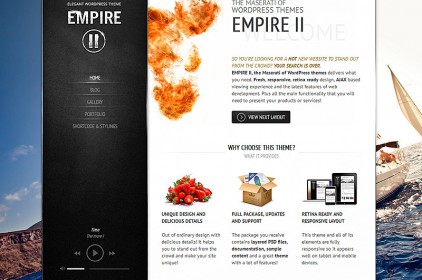 ELEGANT WORDPRESS THEME
EMPIRE
HOME
BLOG
GALLERY
PORTFOLIO
SHORTCODE & STYLINGS
Time
THE MASERATI OF
WORDPRESS THEMES
EMPIRE II
WELCOME
SO YOU'RE LOOKING FOR A HOT NEW WEBSITE TO STAND OUT
FROM THE CROWD? YOUR SEARCH IS OVER.
EMPIRE II, the Maserati of WordPress themes delivers what
you need. Fresh, responsive, retina ready design, AJAX based
viewing experience and the latest features of web
development. Plus all the main functionality that you will
need to present your products or services!
VIEW NEXT LAYOUT
WHY CHOOSE THIS THEME?
WHAT IT PROVIDES
UNIQUE DESIGN AND
DELICIOUS DETAILS
Out of ordinary design with
delicious details! It helps
you to stand out from the
crowd and make your site
unique!
FULL PACKAGE, UPDATES
AND SUPPORT
The package you receive
contains layered PSD files,
documentation, sample
content and a great theme
with a lot of features!
RETINA READY AND
RESPONSIVE LAYOUT
This theme and all of its
elements are fully
responsive so it appears
well on tablet and mobile
devices.